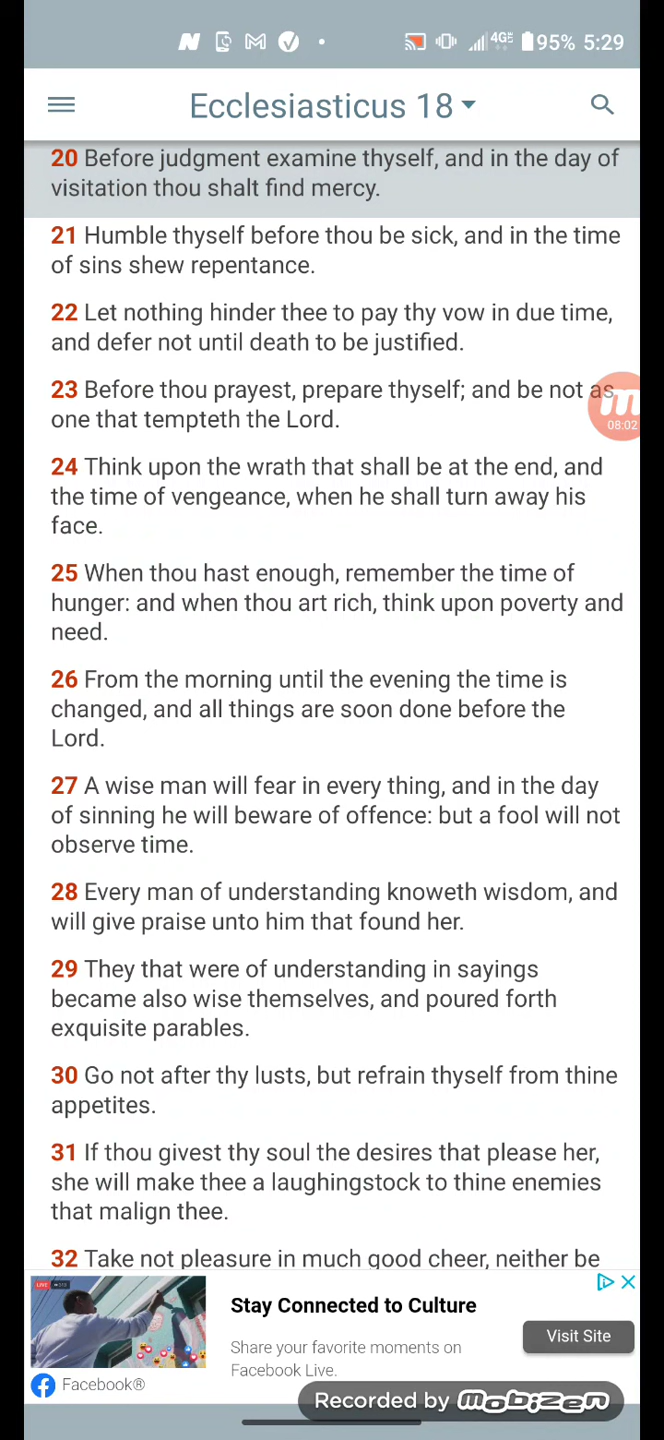 4G 95% 5:29
Ecclesiasticus 18
20 Before judgment examine thyself, and in the day of
visitation thou shalt find mercy.
21 Humble thyself before thou be sick, and in the time
of sins shew repentance.
22 Let nothing hinder thee to pay thy vow in due time,
and defer not until death to be justified.
23 Before thou prayest, prepare thyself; and be not as
one that tempteth the Lord.
08:02
24 Think upon the wrath that shall be at the end, and
the time of vengeance, when he shall turn away his
face.
25 When thou hast enough, remember the time of
hunger: and when thou art rich, think upon poverty and
need.
26 From the morning until the evening the time is
changed, and all things are soon done before the
Lord.
27 A wise man will fear in every thing, and in the day
of sinning he will beware of offence: but a fool will not
observe time.
28 Every man of understanding knoweth wisdom, and
will give praise unto him that found her.
29 They that were of understanding in sayings
became also wise themselves, and poured forth
exquisite parables.
30 Go not after thy lusts, but refrain thyself from thine
appetites.
31 If thou givest thy soul the desires that please her,
she will make thee a laughingstock to thine enemies
that malign thee.
32 Take not pleasure in much good cheer, neither be
LIVE
Stay Connected to Culture
Share your favorite moments on
Facebook Live.
Visit Site
Facebook®
Recorded by mobizen